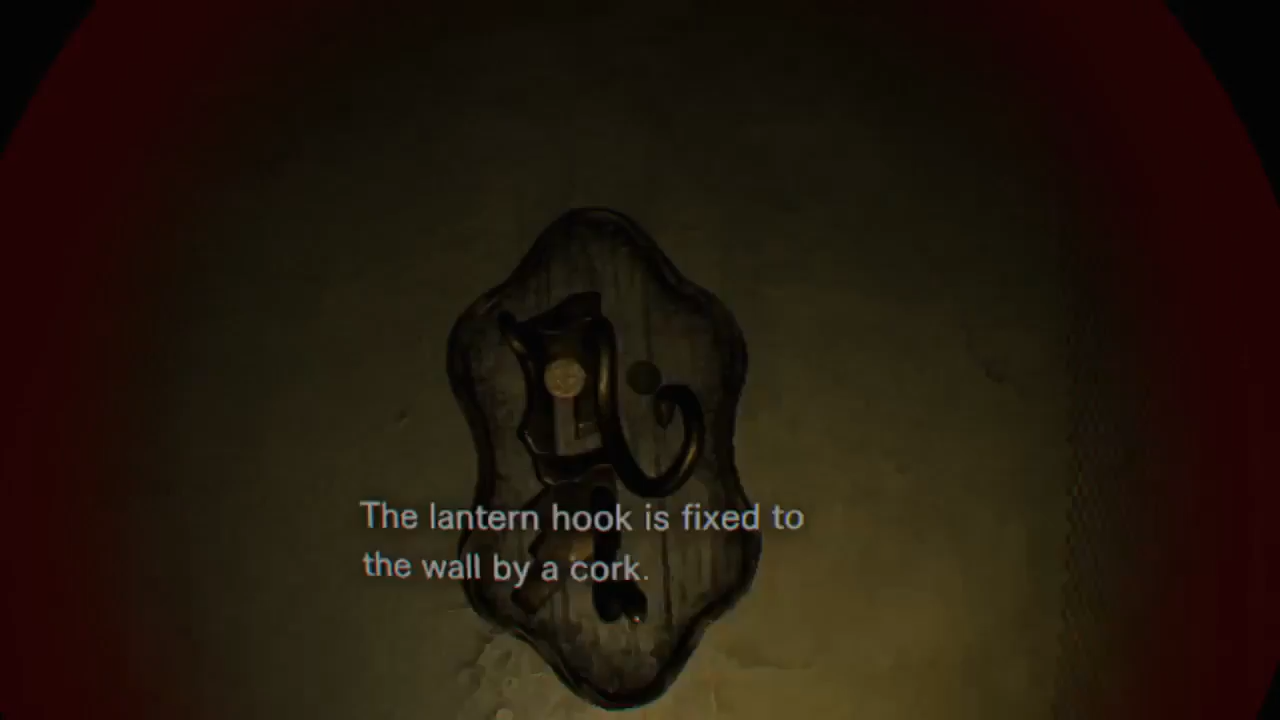 The lantern hook is fixed to
the wall by a cork.